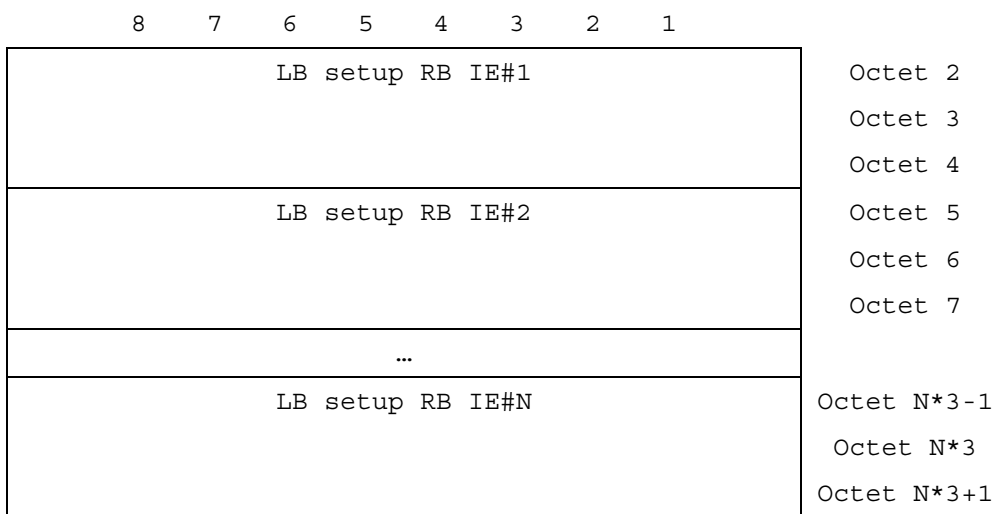 8 7 6 5 4 3 2 1
LB setup RB IE#1 Octet 2
Octet 3
Octet 4
LB setup RB IE#2 Octet 5
Octet 6
Octet 7
…
LB setup RB IE#N Octet N*3-1
Octet N*3
Octet N*3+1